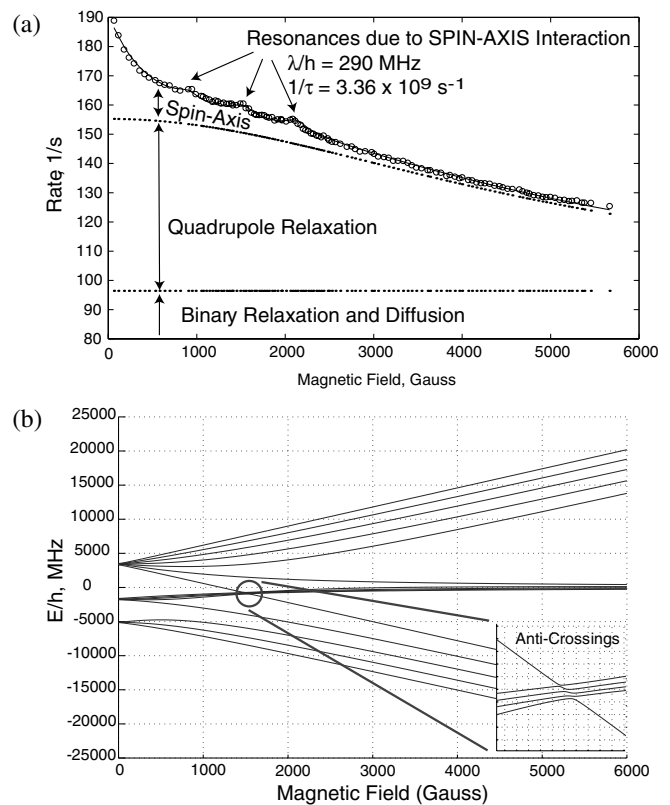 (a)
190
180
170
160
150
140
130
120
110
100
90
80
Rate 1/s
Resonances due to SPIN-AXIS Interaction
λ/h = 290 MHz
1/τ = 3.36 x 10⁹ s⁻¹
Spin-Axis
Quadrupole Relaxation
Binary Relaxation and Diffusion
0 1000 2000 3000 4000 5000 6000
Magnetic Field, Gauss
(b)
25000
20000
15000
10000
5000
0
-5000
-10000
-15000
-20000
-25000
E/h, MHz
Anti-Crossings
0 1000 2000 3000 4000 5000 6000
Magnetic Field (Gauss)